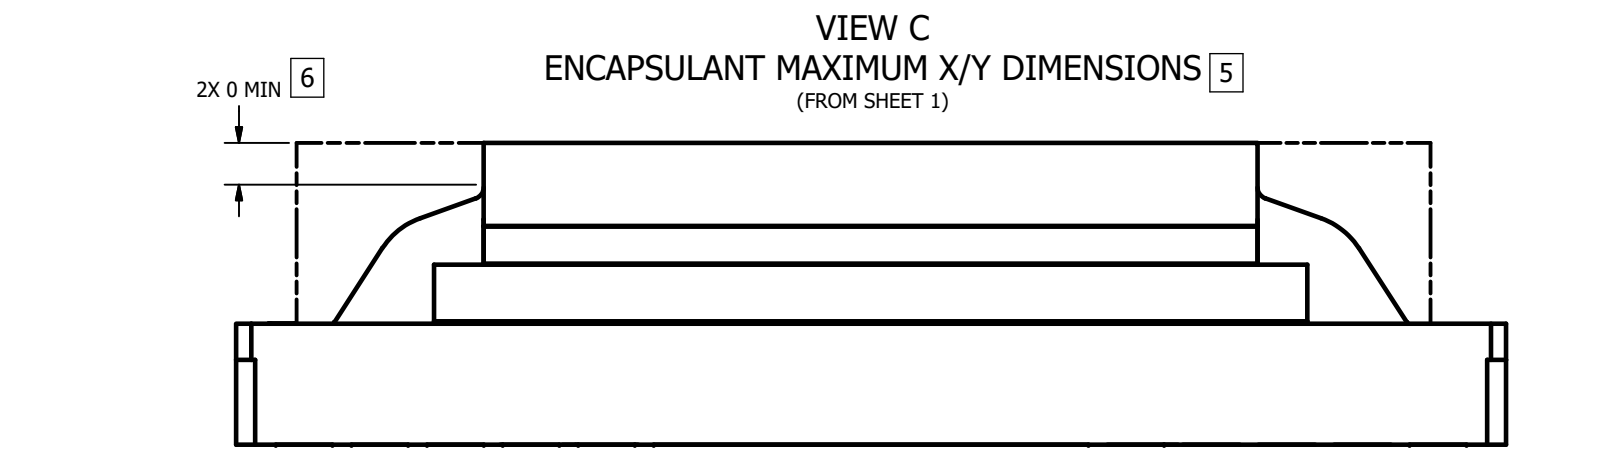 VIEW C
ENCAPSULANT MAXIMUM X/Y DIMENSIONS 5
(FROM SHEET 1)
2X 0 MIN 6